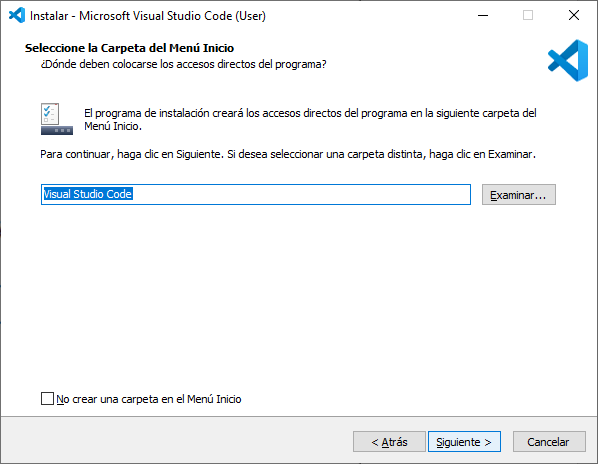 Instalar - Microsoft Visual Studio Code (User)
Seleccione la Carpeta del Menú Inicio
¿Dónde deben colocarse los accesos directos del programa?
El programa de instalación creará los accesos directos del programa en la siguiente carpeta del
Menú Inicio.
Para continuar, haga clic en Siguiente. Si desea seleccionar una carpeta distinta, haga clic en Examinar.
Visual Studio Code
Examinar...
No crear una carpeta en el Menú Inicio
< Atrás
Siguiente >
Cancelar